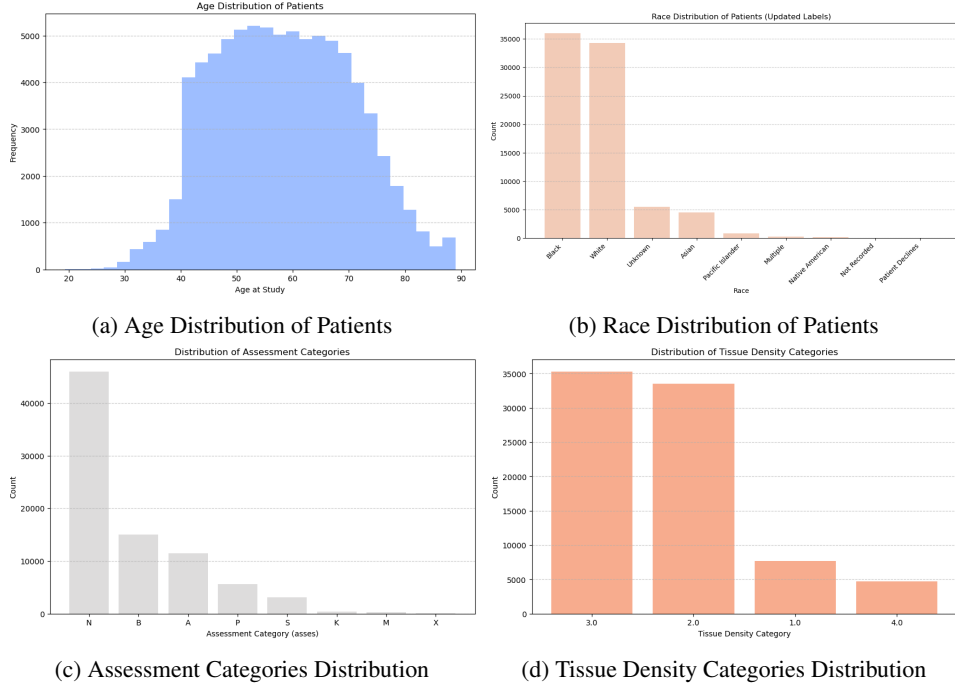 Age Distribution of Patients
5000
4000
3000
2000
1000
0
Frequency
20 30 40 50 60 70 80 90
Age at Study
(a) Age Distribution of Patients
Race Distribution of Patients (Updated Labels)
35000
30000
25000
20000
15000
10000
5000
0
Count
Black White Unknown Asian Pacific Islander Multiple Native American Not Recorded Patient Declines
Race
(b) Race Distribution of Patients
Distribution of Assessment Categories
40000
30000
20000
10000
0
Count
N B A P S K M X
Assessment Category (asses)
(c) Assessment Categories Distribution
Distribution of Tissue Density Categories
35000
30000
25000
20000
15000
10000
5000
0
Count
3.0 2.0 1.0 4.0
Tissue Density Category
(d) Tissue Density Categories Distribution